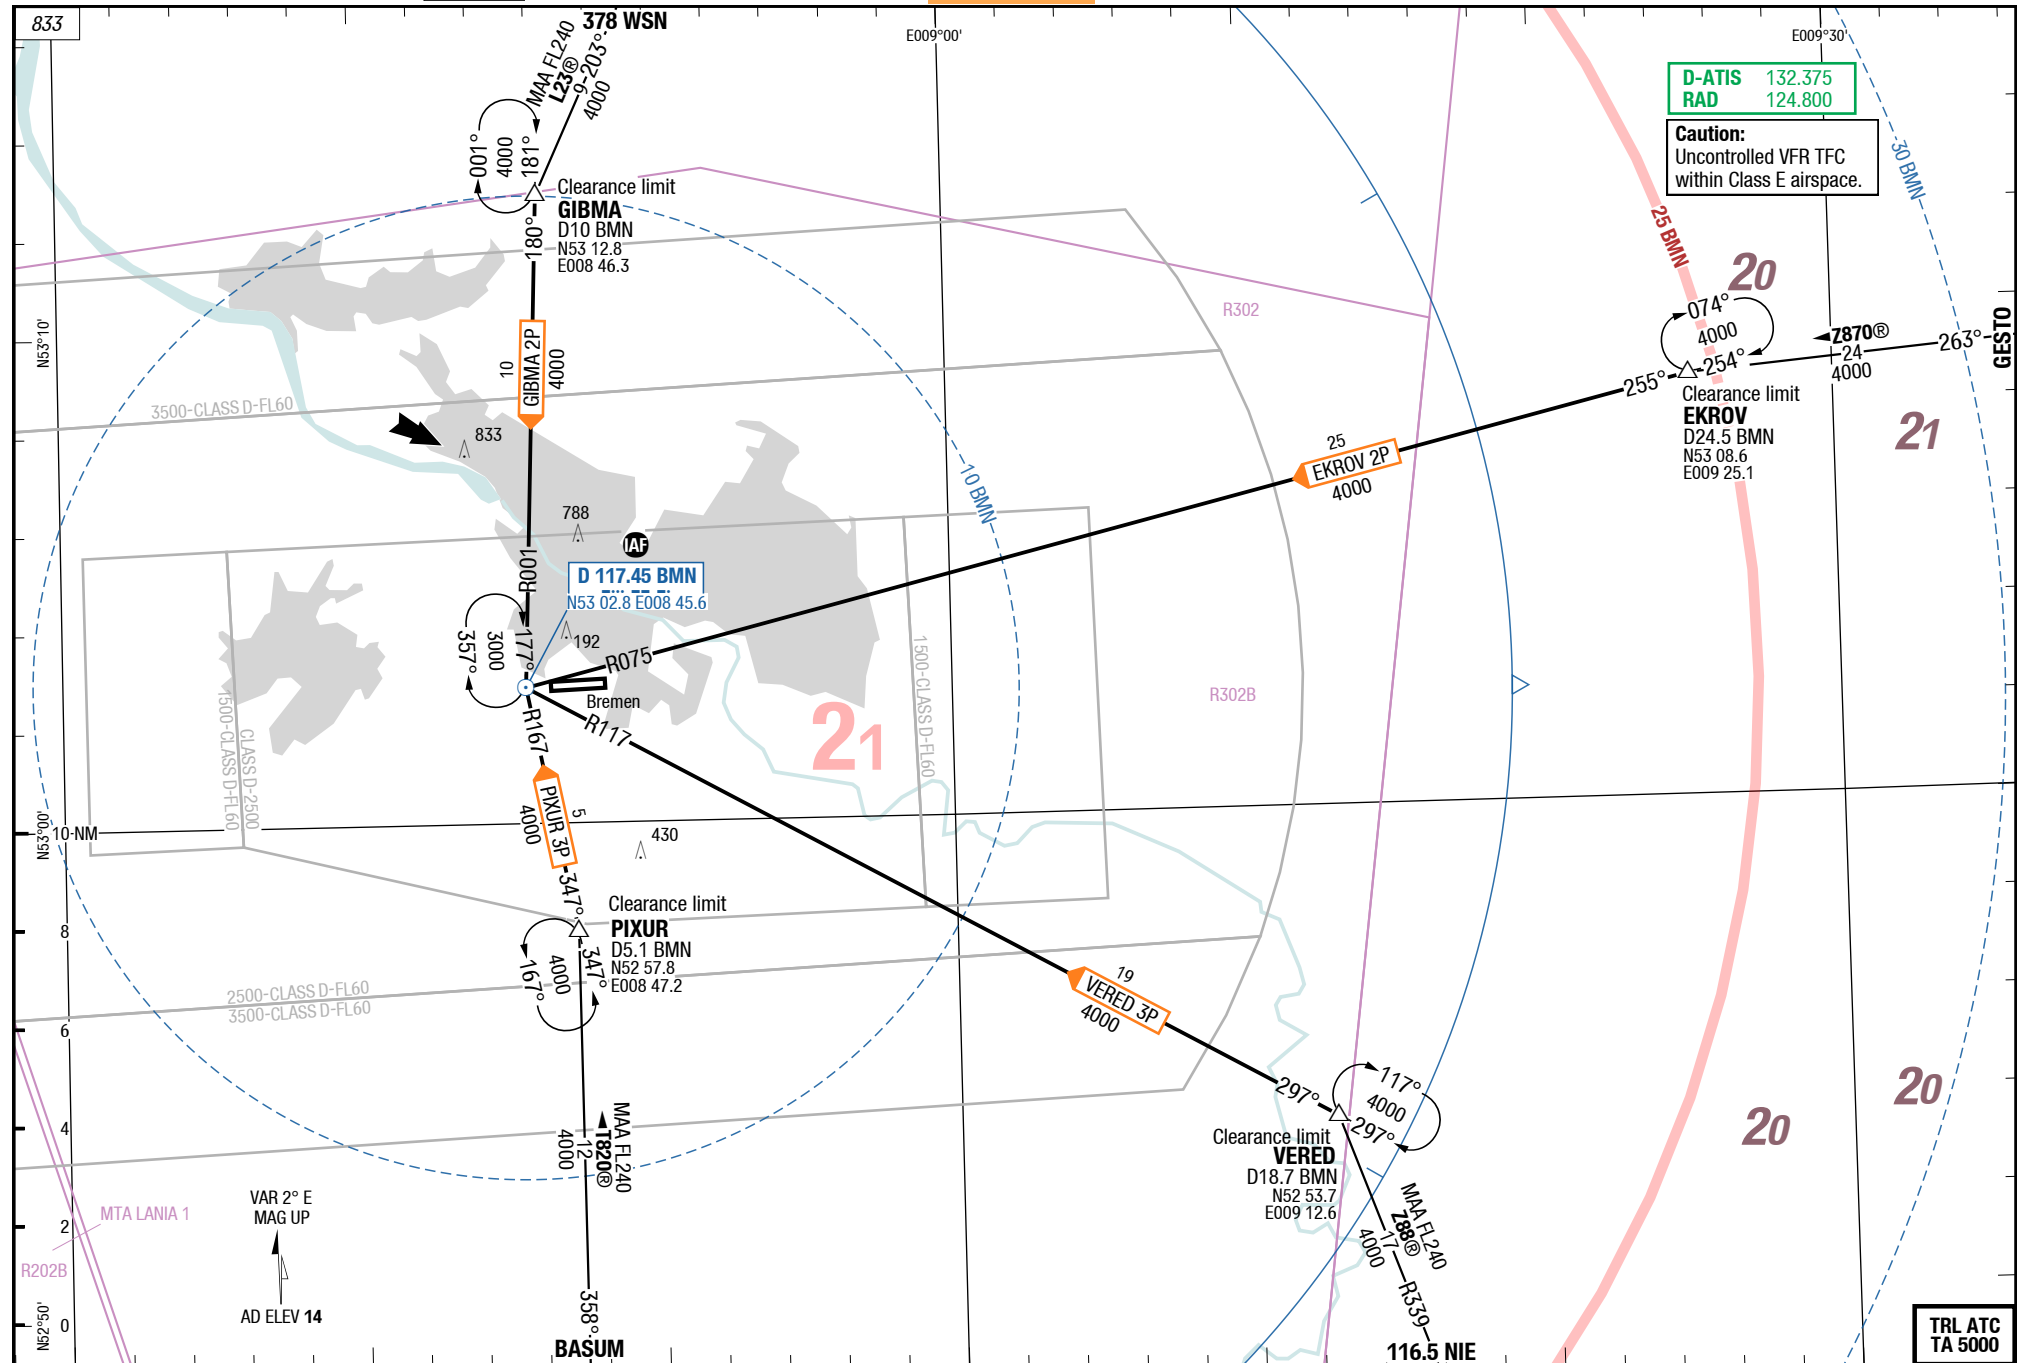 833
378 WSN
MAA FL240
L23®
9-203°
4000
E009°00'
E009°30'
D-ATIS 132.375
RAD 124.800
Caution:
Uncontrolled VFR TFC
within Class E airspace.
30 BMN
25 BMN
001°
4000
181°
Clearance limit
GIBMA
D10 BMN
N53 12.8
E008 46.3
180°
10
GIBMA 2P
4000
R001
N53°10'
3500-CLASS D-FL60
833
788
IAF
D 117.45 BMN
N53 02.8 E008 45.6
192
10 BMN
R302
20
074°
4000
254°
Z870®
24
4000
263°
GESTO
255°
Clearance limit
EKROV
D24.5 BMN
N53 08.6
E009 25.1
21
25
EKROV 2P
4000
357°
3000
177°
R075
Bremen
R117
R167
21
1500-CLASS D-FL60
R302B
1500-CLASS D-FL60
CLASS D-2500
N53°00'
10-NM
5
PIXUR 3P
4000
430
347°
Clearance limit
PIXUR
D5.1 BMN
N52 57.8
E008 47.2
167°
4000
347°
8
2500-CLASS D-FL60
3500-CLASS D-FL60
6
19
VERED 3P
4000
297°
117°
4000
297°
Clearance limit
VERED
D18.7 BMN
N52 53.7
E009 12.6
20
20
4
MAA FL240
T820®
12
4000
358°
BASUM
MAA FL240
Z88®
17
4000
R339
116.5 NIE
VAR 2° E
MAG UP
AD ELEV 14
MTA LANIA 1
R202B
2
N52°50'
0
TRL ATC
TA 5000